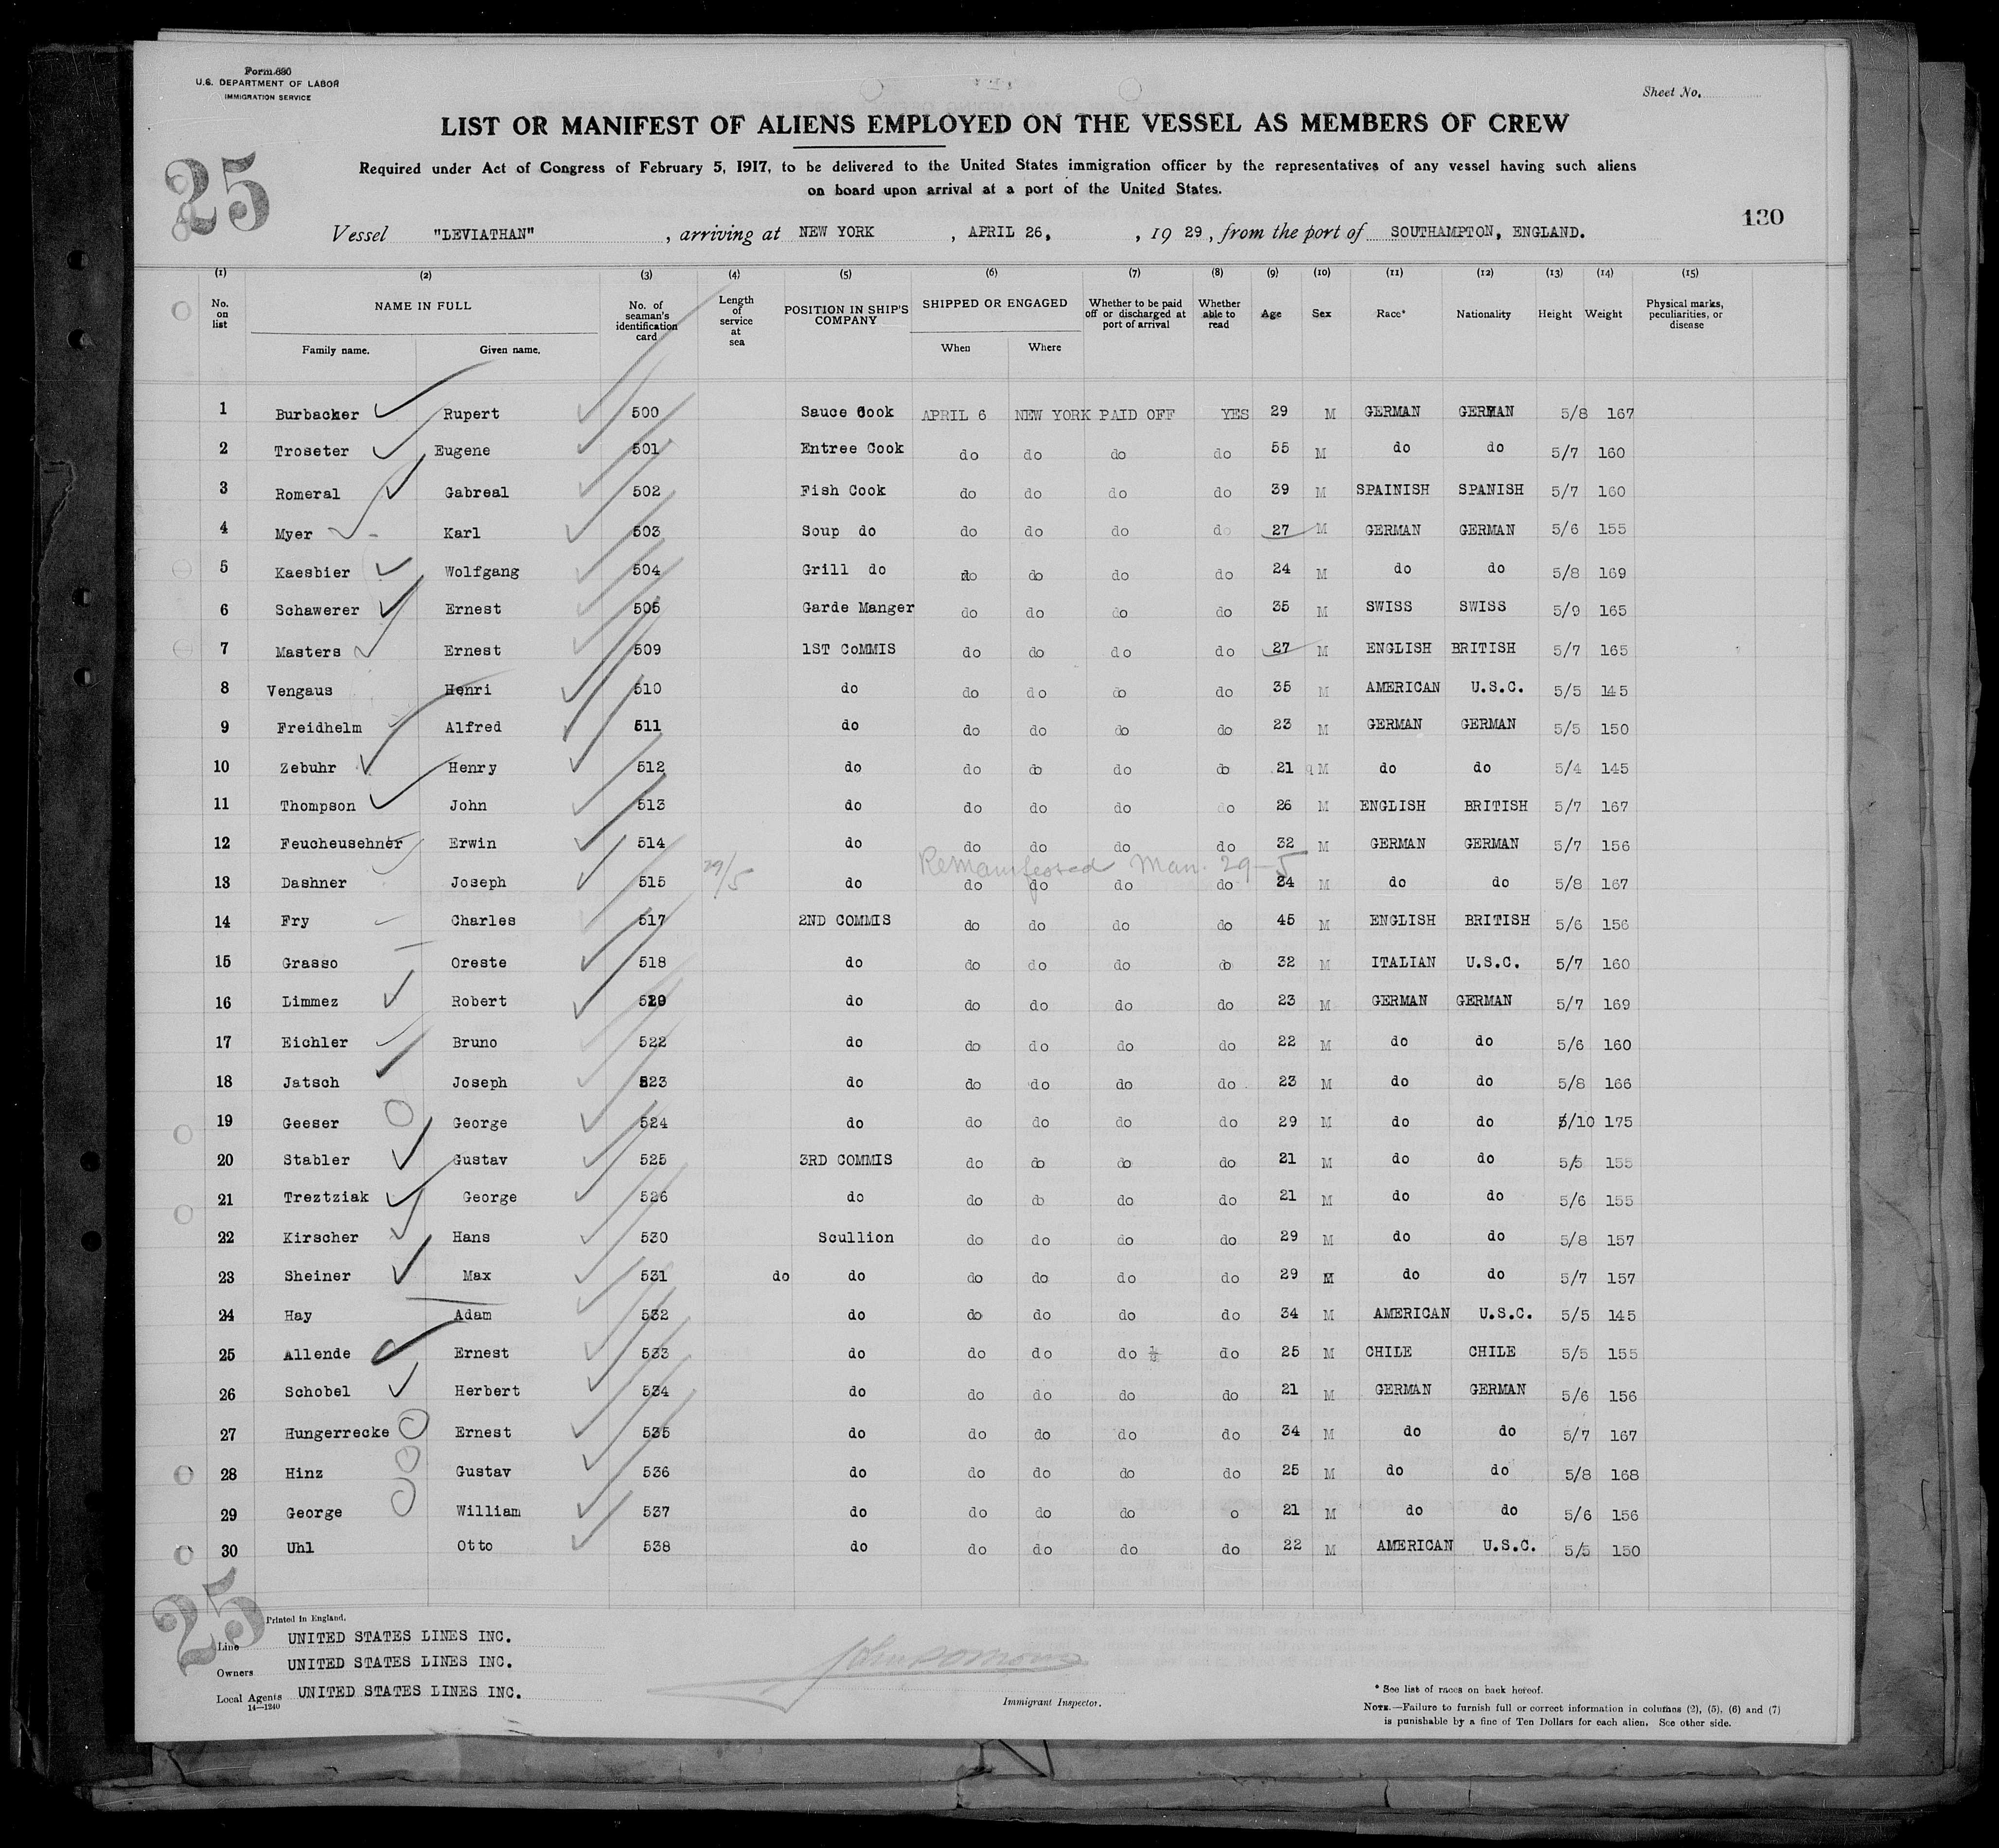 Form 680
U.S. DEPARTMENT OF LABOR
IMMIGRATION SERVICE
Sheet No.
LIST OR MANIFEST OF ALIENS EMPLOYED ON THE VESSEL AS MEMBERS OF CREW
25
Required under Act of Congress of February 5, 1917, to be delivered to the United States immigration officer by the representatives of any vessel having such aliens
on board upon arrival at a port of the United States.
130
Vessel "LEVIATHAN", arriving at NEW YORK, APRIL 26, , 19 29, from the port of SOUTHAMPTON, ENGLAND.
(1) (2) (3) (4) (5) (6) (7) (8) (9) (10) (11) (12) (13) (14) (15)
No. on list NAME IN FULL No. of seaman's identification card Length of service at sea POSITION IN SHIP'S COMPANY SHIPPED OR ENGAGED Whether to be paid off or discharged at port of arrival Whether able to read Age Sex Race* Nationality Height Weight Physical marks, peculiarities, or disease
Family name. Given name. When Where
1 Burbacker Rupert 500 Sauce Cook APRIL 6 NEW YORK PAID OFF YES 29 M GERMAN GERMAN 5/8 167
2 Troseter Eugene 501 Entree Cook do do do do 55 M do do 5/7 160
3 Romeral Gabreal 502 Fish Cook do do do do 39 M SPAINISH SPANISH 5/7 160
4 Myer Karl 503 Soup do do do do do 27 M GERMAN GERMAN 5/6 155
5 Kaesbier Wolfgang 504 Grill do do do do do 24 M do do 5/8 169
6 Schawerer Ernest 505 Garde Manger do do do do 35 M SWISS SWISS 5/9 165
7 Masters Ernest 509 1ST CoMMIS do do do do 27 M ENGLISH BRITISH 5/7 165
8 Vengaus Henri 510 do do do do do 35 M AMERICAN U.S.C. 5/5 145
9 Freidhelm Alfred 511 do do do do do 23 M GERMAN GERMAN 5/5 150
10 Zebuhr Henry 512 do do do do do 21 M do do 5/4 145
11 Thompson John 513 do do do do do 26 M ENGLISH BRITISH 5/7 167
12 Feucheusehner Erwin 514 do do do do do 32 M GERMAN GERMAN 5/7 156
29/5 Remanifested Man. 29-5
13 Dashner Joseph 515 do do do do do 24 M do do 5/8 167
14 Fry Charles 517 2ND COMMIS do do do do 45 M ENGLISH BRITISH 5/6 156
15 Grasso Oreste 518 do do do do do 32 M ITALIAN U.S.C. 5/7 160
16 Limmez Robert 520 do do do do do 23 M GERMAN GERMAN 5/7 169
17 Eichler Bruno 522 do do do do do 22 M do do 5/6 160
18 Jatsch Joseph 523 do do do do do 23 M do do 5/8 166
19 Geeser George 524 do do do do do 29 M do do 5/10 175
20 Stabler Gustav 525 3RD COMMIS do do do do 21 M do do 5/5 155
21 Treztziak George 526 do do do do do 21 M do do 5/6 155
22 Kirscher Hans 530 Scullion do do do do 29 M do do 5/8 157
23 Sheiner Max 531 do do do do do do 29 M do do 5/7 157
24 Hay Adam 532 do do do do do 34 M AMERICAN U.S.C. 5/5 145
25 Allende Ernest 533 do do do do do 25 M CHILE CHILE 5/5 155
26 Schobel Herbert 534 do do do do do 21 M GERMAN GERMAN 5/6 156
27 Hungerrecke Ernest 535 do do do do do 34 M do do 5/7 167
28 Hinz Gustav 536 do do do do do 25 M do do 5/8 168
29 George William 537 do do do do o 21 M do do 5/6 156
30 Uhl Otto 538 do do do do do 22 M AMERICAN U.S.C. 5/5 150
25
Printed in England.
Line UNITED STATES LINES INC.
Owners UNITED STATES LINES INC.
Local Agents UNITED STATES LINES INC.
14—1240
Immigrant Inspector.
* See list of races on back hereof.
NOTE.—Failure to furnish full or correct information in columns (2), (5), (6) and (7)
is punishable by a fine of Ten Dollars for each alien. See other side.